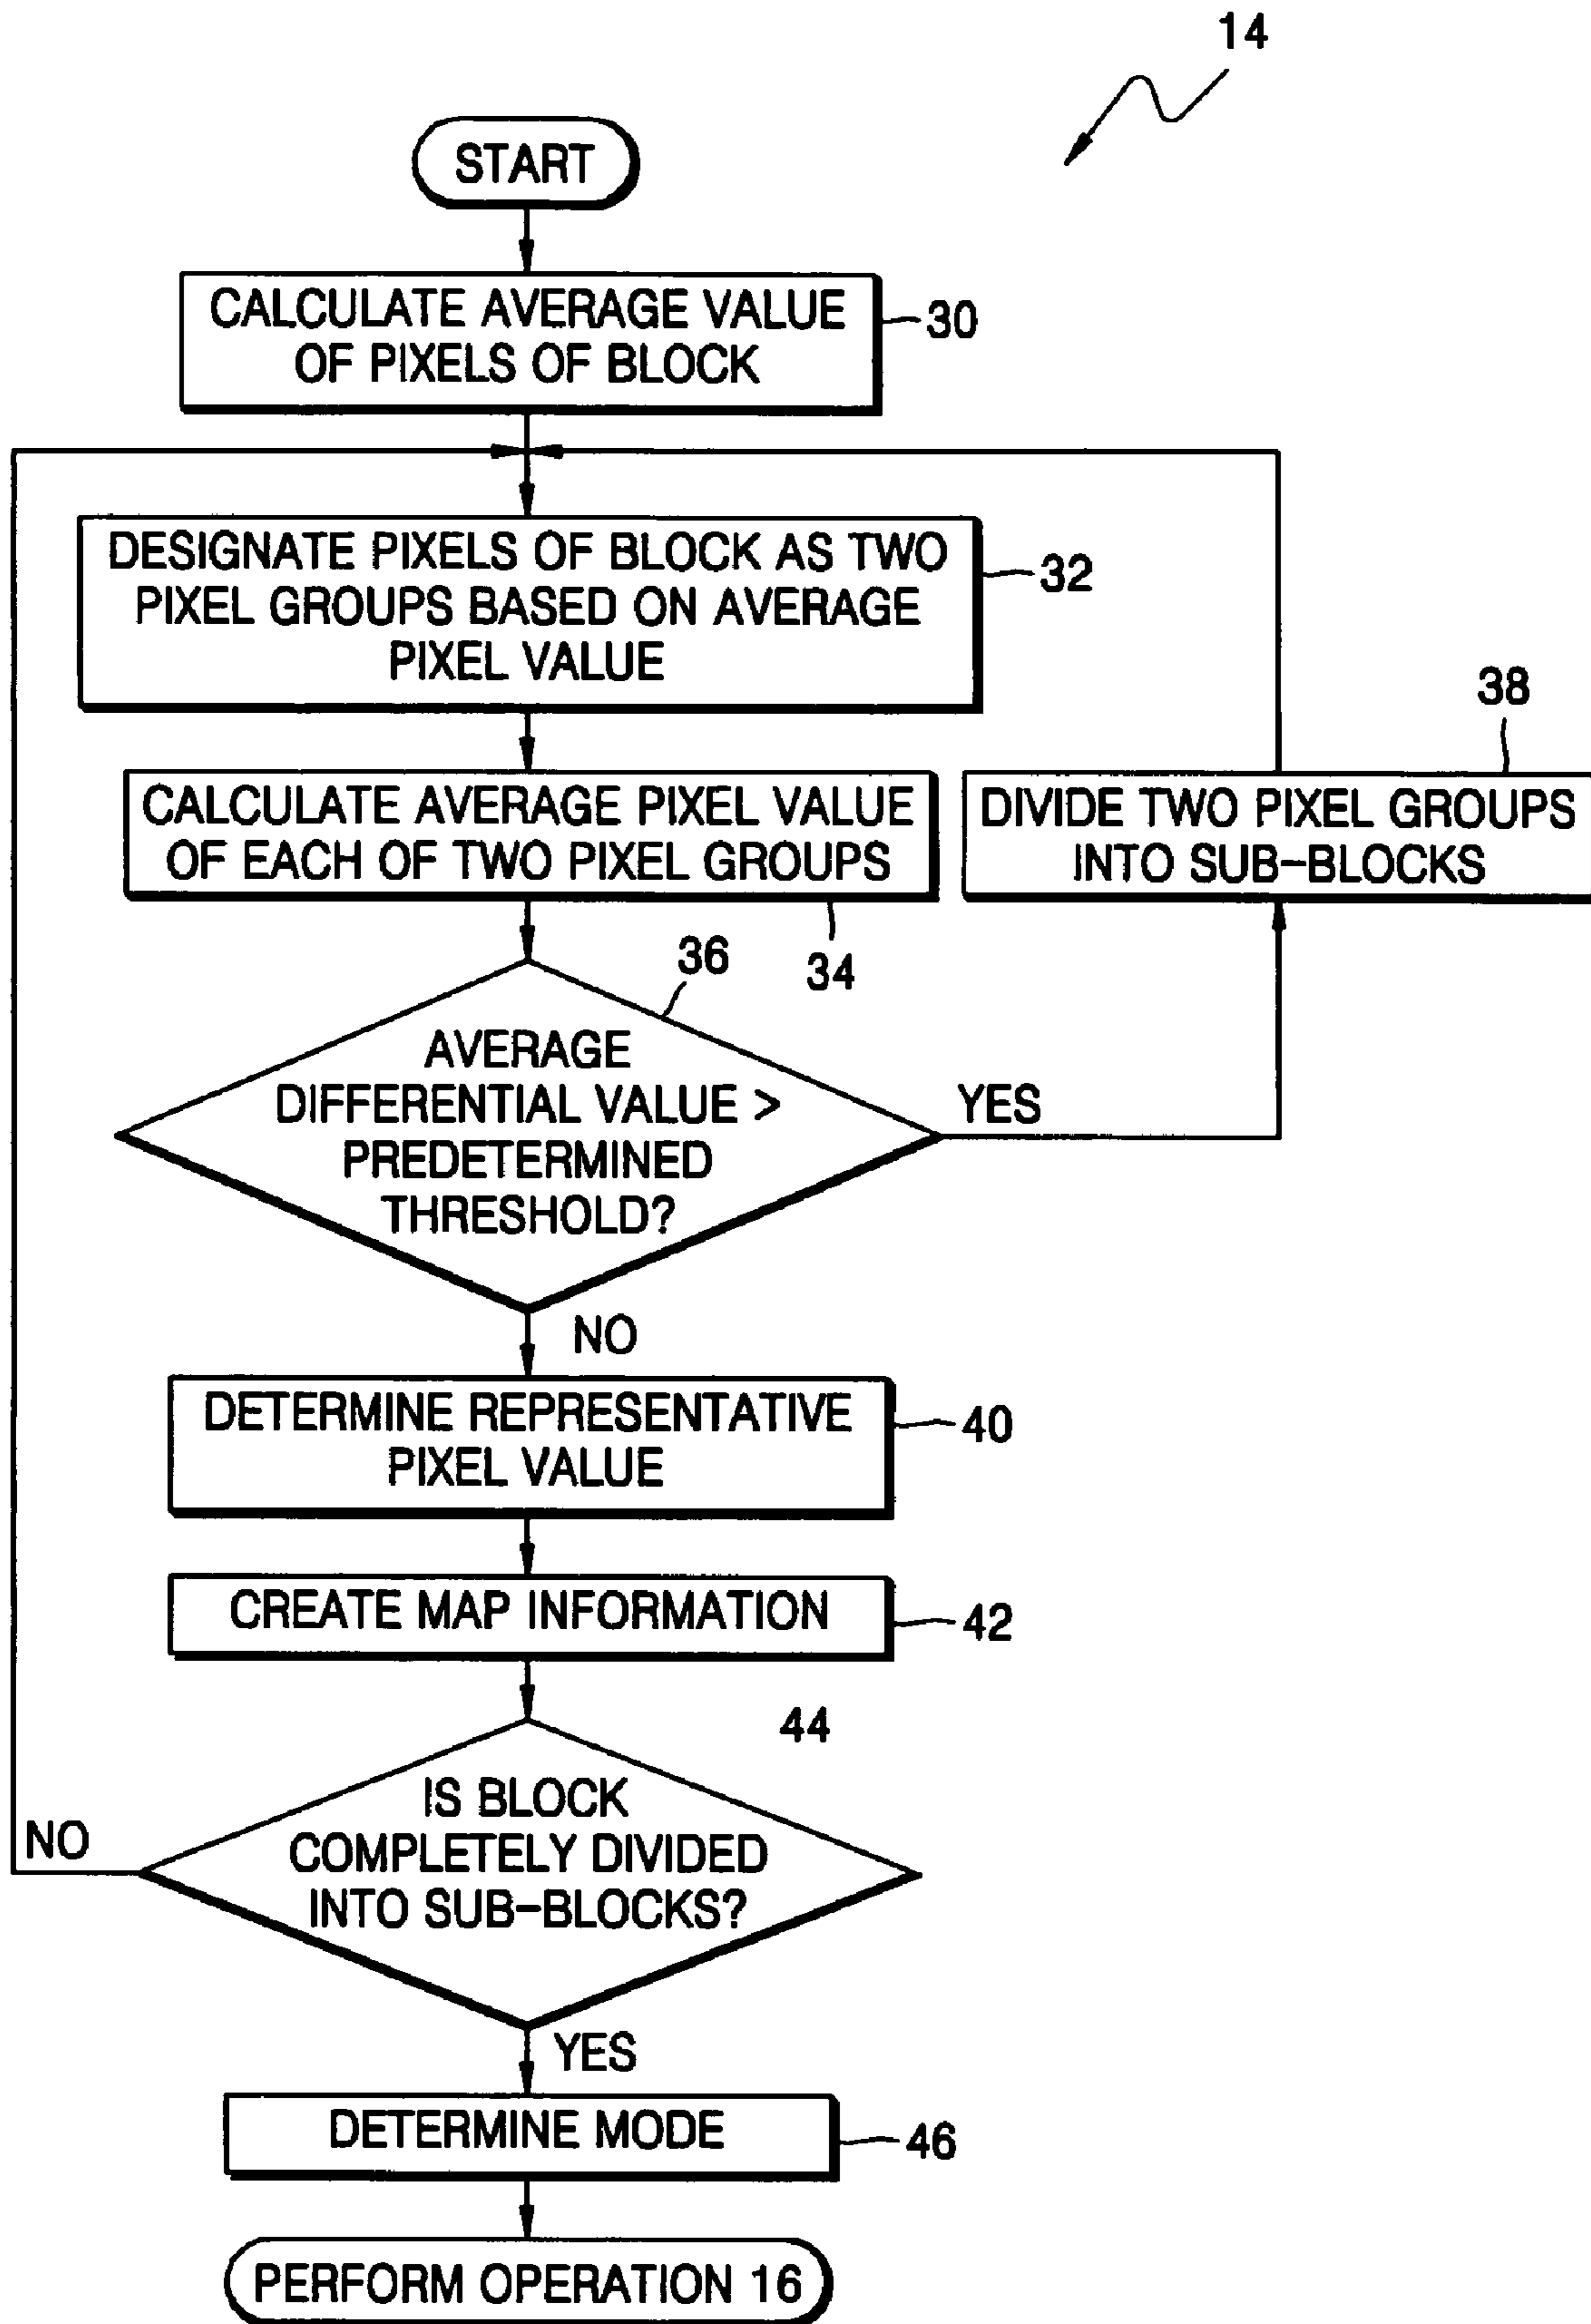 14
START
CALCULATE AVERAGE VALUE
OF PIXELS OF BLOCK
30
DESIGNATE PIXELS OF BLOCK AS TWO
PIXEL GROUPS BASED ON AVERAGE
PIXEL VALUE
32
CALCULATE AVERAGE PIXEL VALUE
OF EACH OF TWO PIXEL GROUPS
34
38
DIVIDE TWO PIXEL GROUPS
INTO SUB-BLOCKS
36
AVERAGE
DIFFERENTIAL VALUE >
PREDETERMINED
THRESHOLD?
YES
NO
DETERMINE REPRESENTATIVE
PIXEL VALUE
40
CREATE MAP INFORMATION
42
44
IS BLOCK
COMPLETELY DIVIDED
INTO SUB-BLOCKS?
NO
YES
DETERMINE MODE
46
PERFORM OPERATION 16